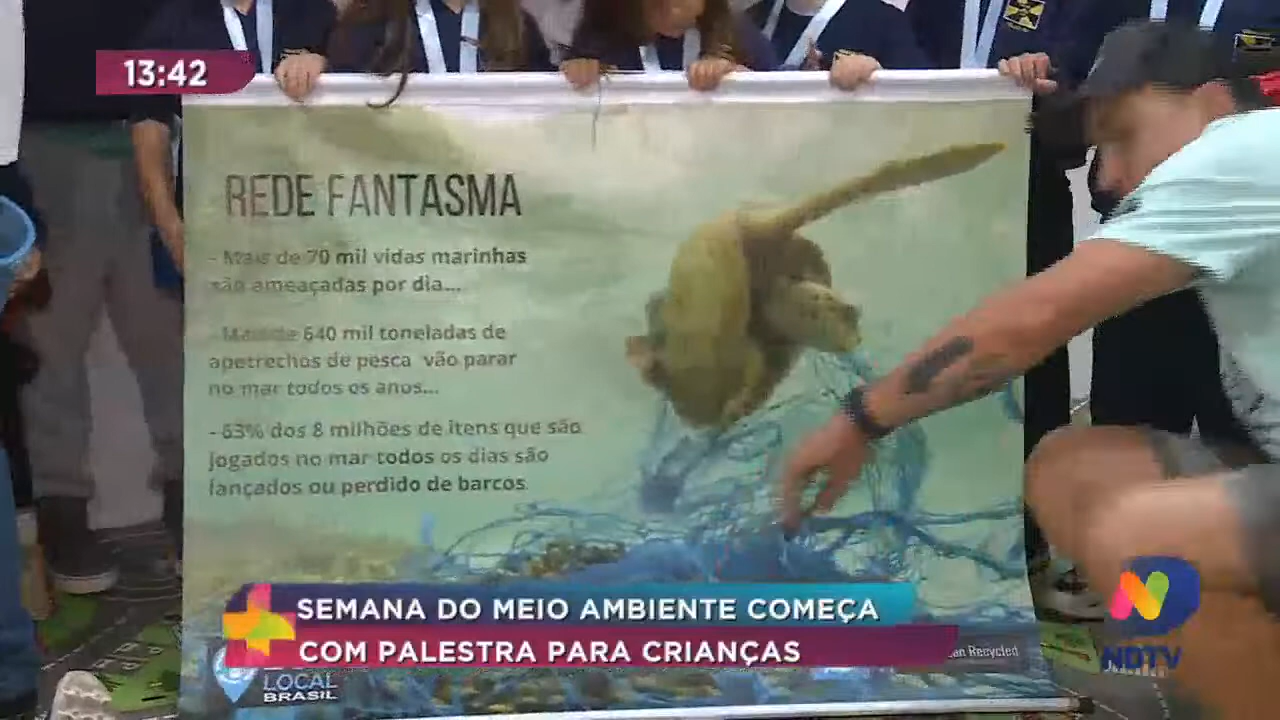 13:42
REDE FANTASMA
- Mais de 70 mil vidas marinhas
são ameaçadas por dia...
- Mais de 640 mil toneladas de
apetrechos de pesca vão parar
no mar todos os anos...
- 63% dos 8 milhões de itens que são
jogados no mar todos os dias são
lançados ou perdido de barcos.
SEMANA DO MEIO AMBIENTE COMEÇA
COM PALESTRA PARA CRIANÇAS
Recycled
LOCAL
BRASIL
NDTV